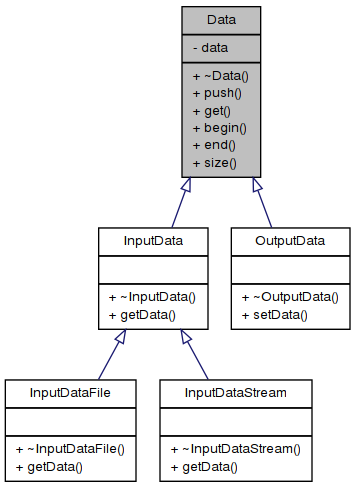 Data
- data
+ ~Data()
+ push()
+ get()
+ begin()
+ end()
+ size()
InputData
+ ~InputData()
+ getData()
OutputData
+ ~OutputData()
+ setData()
InputDataFile
+ ~InputDataFile()
+ getData()
InputDataStream
+ ~InputDataStream()
+ getData()